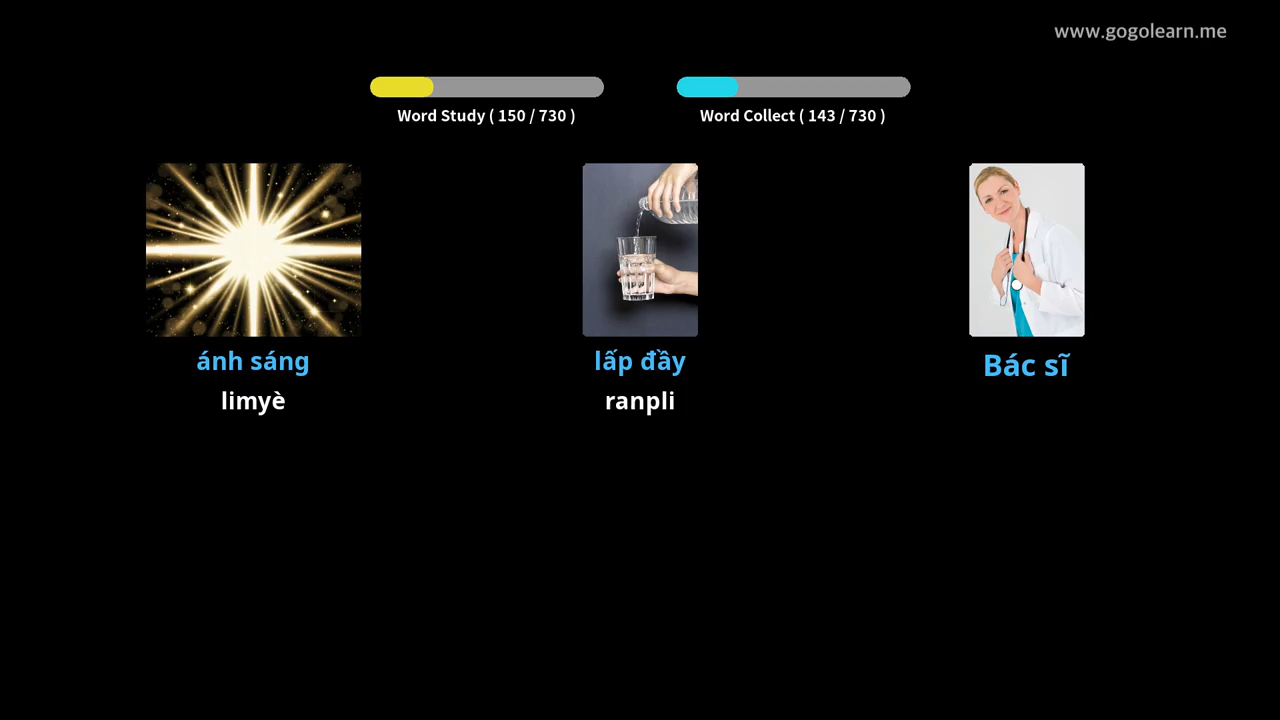 www.gogolearn.me
Word Study ( 150 / 730 )
Word Collect ( 143 / 730 )
ánh sáng
limyè
lấp đầy
ranpli
Bác sĩ